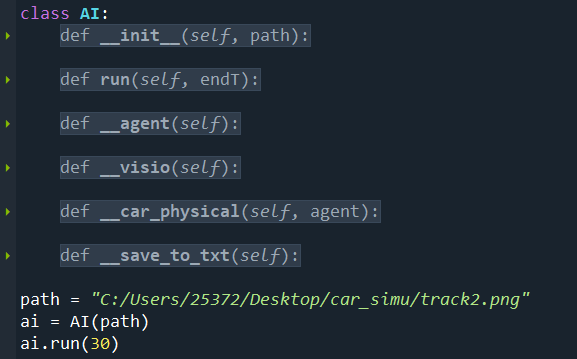 class AI:
def __init__(self, path):
def run(self, endT):
def __agent(self):
def __visio(self):
def __car_physical(self, agent):
def __save_to_txt(self):
path = "C:/Users/25372/Desktop/car_simu/track2.png"
ai = AI(path)
ai.run(30)